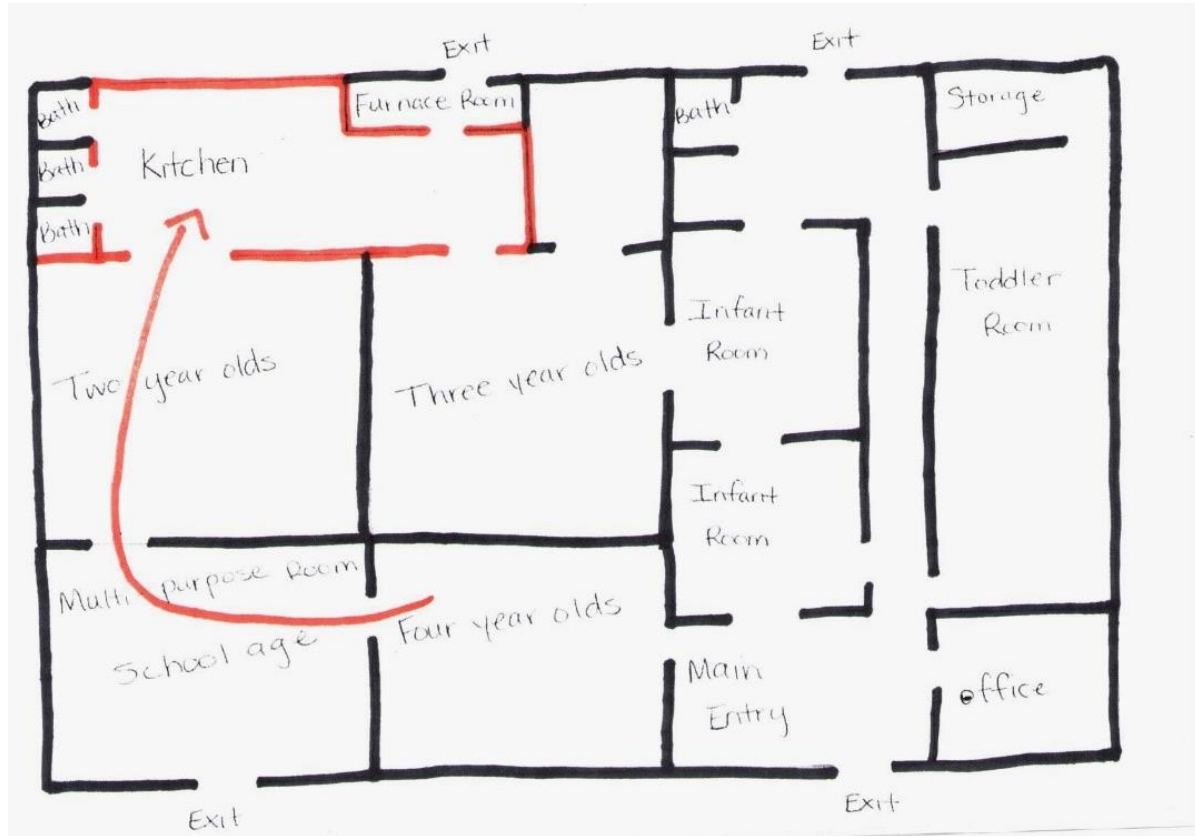 Exit
Exit
Bath
Furnace Room
Bath
Storage
Bath
Kitchen
Bath
Infant
Room
Toddler
Room
Two year olds
Three year olds
Infant
Room
Multi purpose Room
School age
Four year olds
Main
Entry
office
Exit
Exit